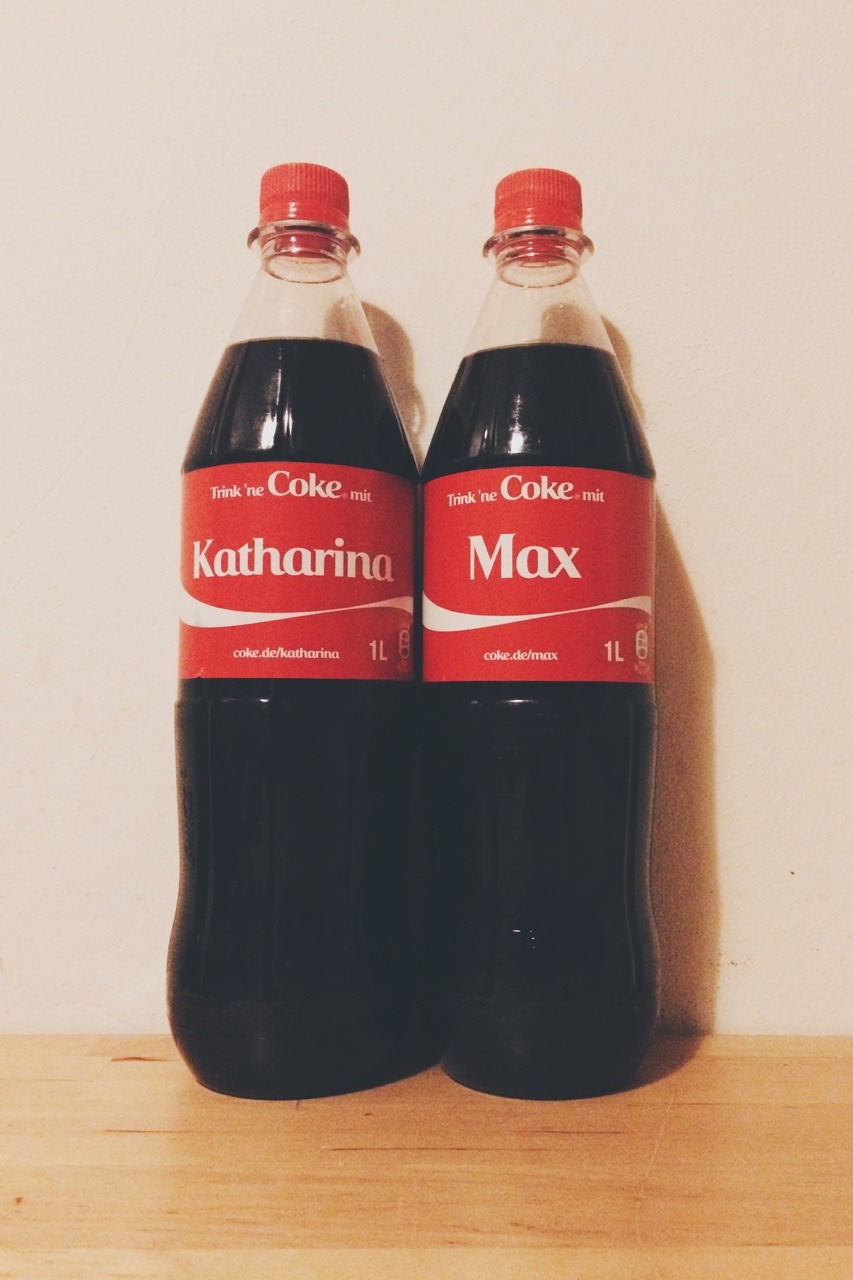 Trink 'ne Coke® mit
Katharina
coke.de/katharina 1L
Trink 'ne Coke® mit
Max
coke.de/max 1L